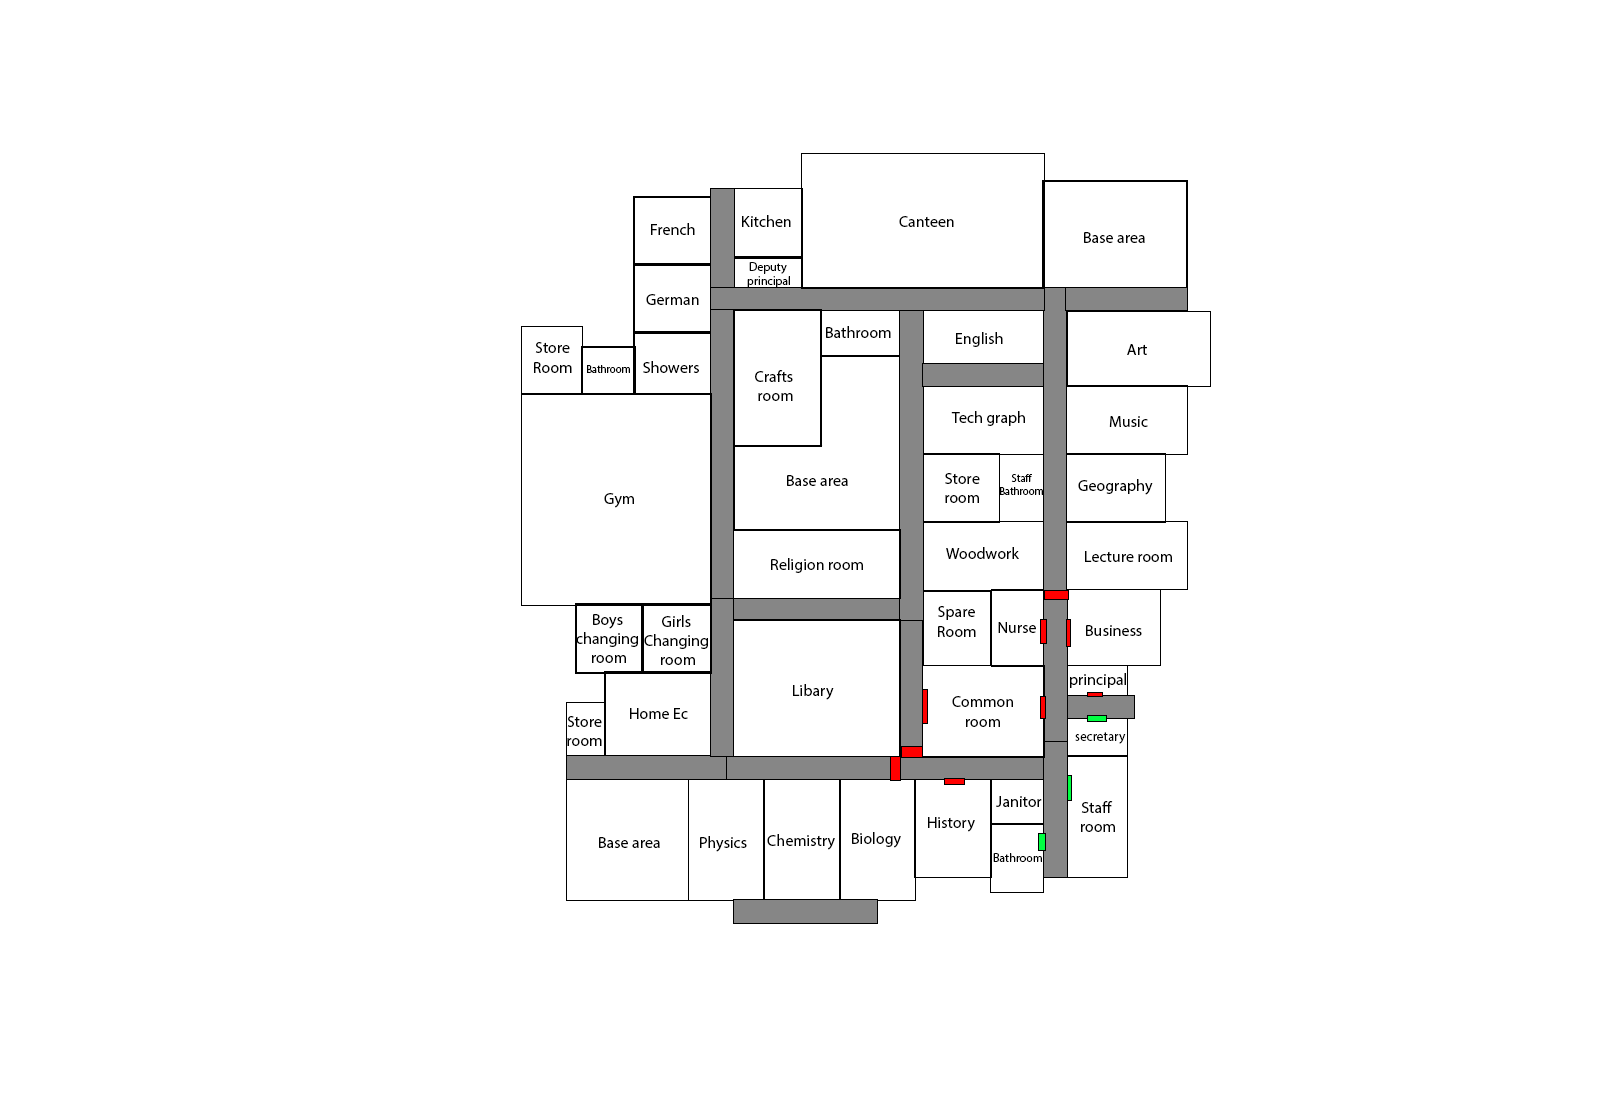 Canteen
Kitchen
French
Base area
Deputy
principal
German
Bathroom
English
Art
Store
Room
Bathroom
Showers
Crafts
room
Tech graph
Music
Base area
Store
room
Staff
Bathroom
Geography
Gym
Religion room
Woodwork
Lecture room
Boys
changing
room
Girls
Changing
room
Spare
Room
Nurse
Business
Libary
principal
Common
room
Home Ec
Store
room
secretary
Base area
Physics
Chemistry
Biology
History
Janitor
Bathroom
Staff
room